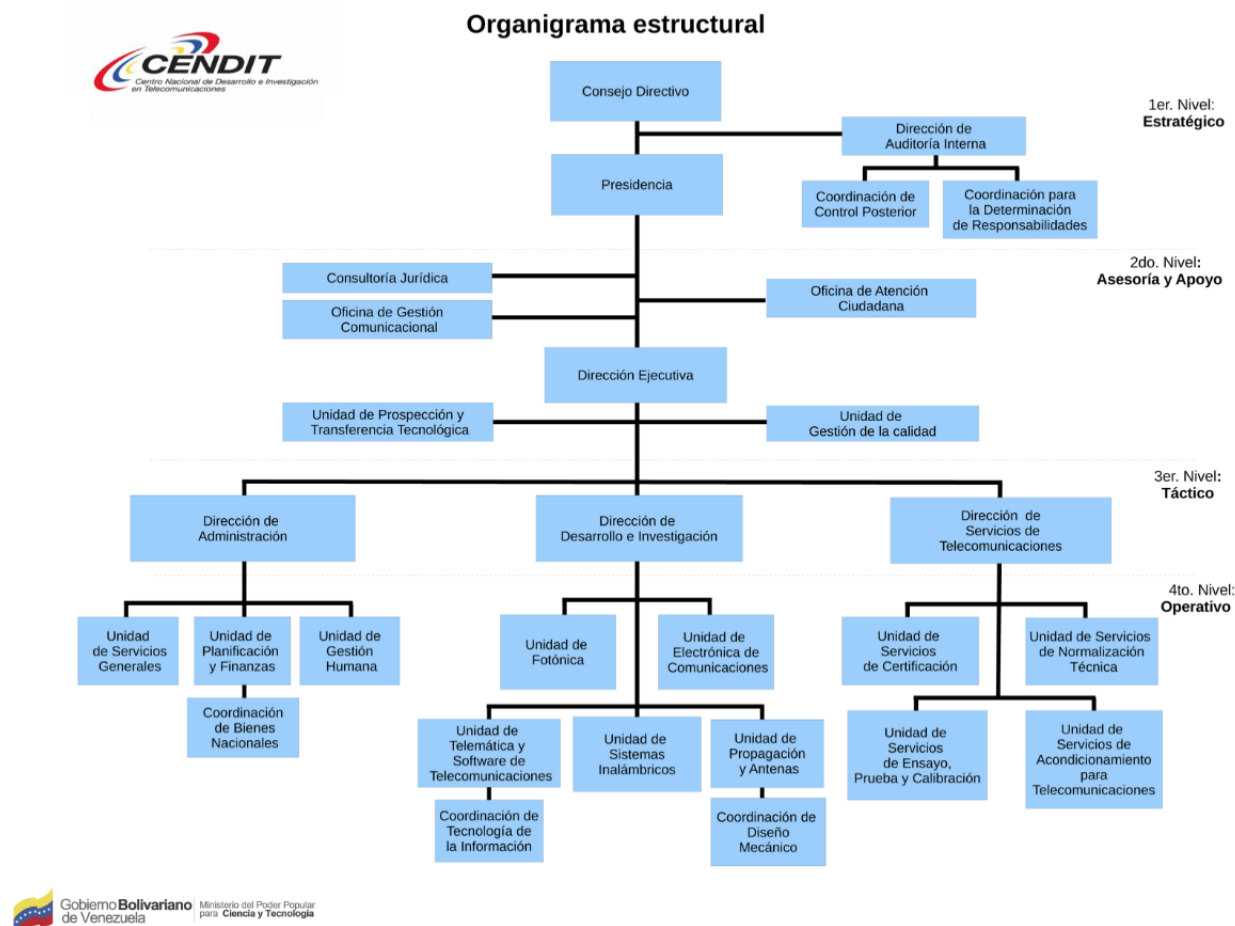 Organigrama estructural
CENDIT
Centro Nacional de Desarrollo e Investigación
en Telecomunicaciones
Consejo Directivo
1er. Nivel:
Estratégico
Dirección de
Auditoría Interna
Presidencia
Coordinación de
Control Posterior
Coordinación para
la Determinación
de Responsabilidades
2do. Nivel:
Asesoría y Apoyo
Consultoría Jurídica
Oficina de Gestión
Comunicacional
Oficina de Atención
Ciudadana
Dirección Ejecutiva
Unidad de Prospección y
Transferencia Tecnológica
Unidad de
Gestión de la calidad
3er. Nivel:
Táctico
Dirección de
Administración
Dirección de
Desarrollo e Investigación
Dirección de
Servicios de
Telecomunicaciones
4to. Nivel:
Operativo
Unidad
de Servicios
Generales
Unidad de
Planificación
y Finanzas
Unidad de
Gestión
Humana
Coordinación
de Bienes
Nacionales
Unidad de
Fotónica
Unidad de
Electrónica de
Comunicaciones
Unidad de
Telemática y
Software de
Telecomunicaciones
Unidad de
Sistemas
Inalámbricos
Unidad de
Propagación
y Antenas
Coordinación de
Tecnología de
la Información
Coordinación de
Diseño
Mecánico
Unidad de
Servicios
de Certificación
Unidad de Servicios
de Normalización
Técnica
Unidad de
Servicios
de Ensayo,
Prueba y Calibración
Unidad de
Servicios de
Acondicionamiento
para
Telecomunicaciones
Gobierno Bolivariano
de Venezuela
Ministerio del Poder Popular
para Ciencia y Tecnología